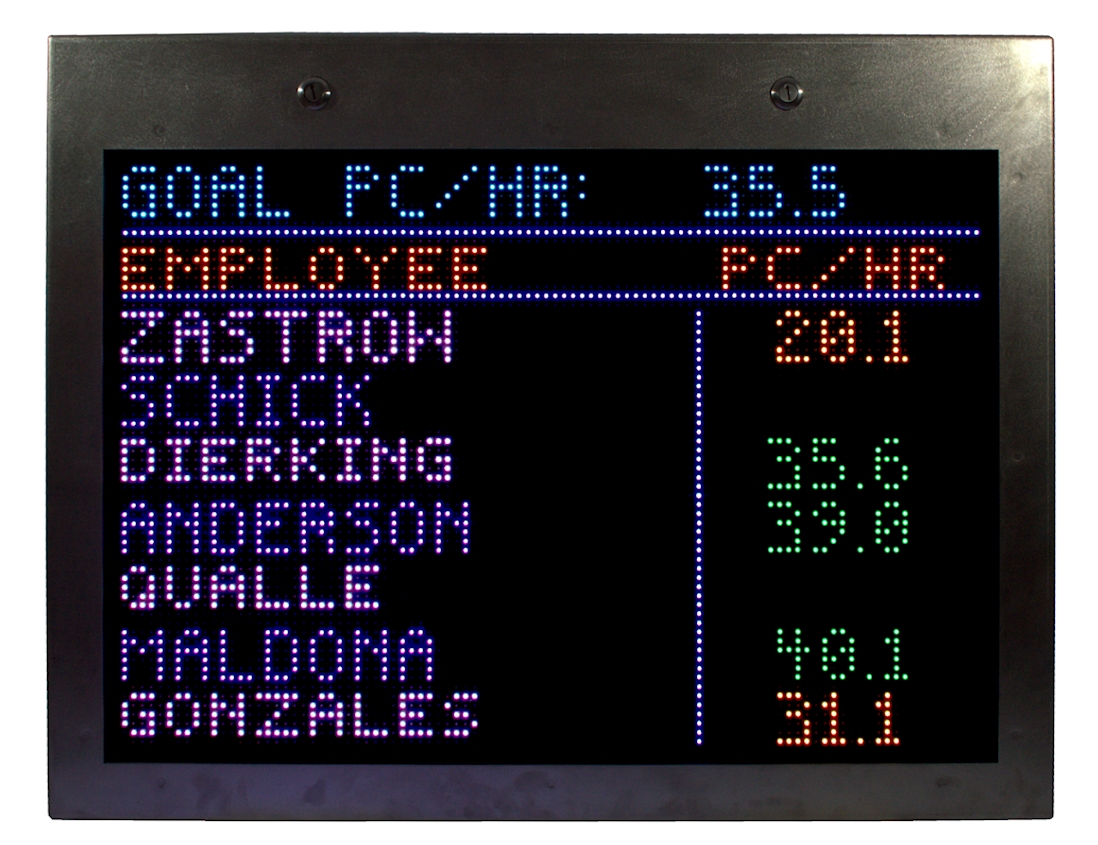 GOAL PC/HR: 35.5
EMPLOYEE PC/HR
ZASTROW 20.1
SCHICK
DIERKING 35.6
ANDERSON 39.0
QUALLE
MALDONA 40.1
GONZALES 31.1